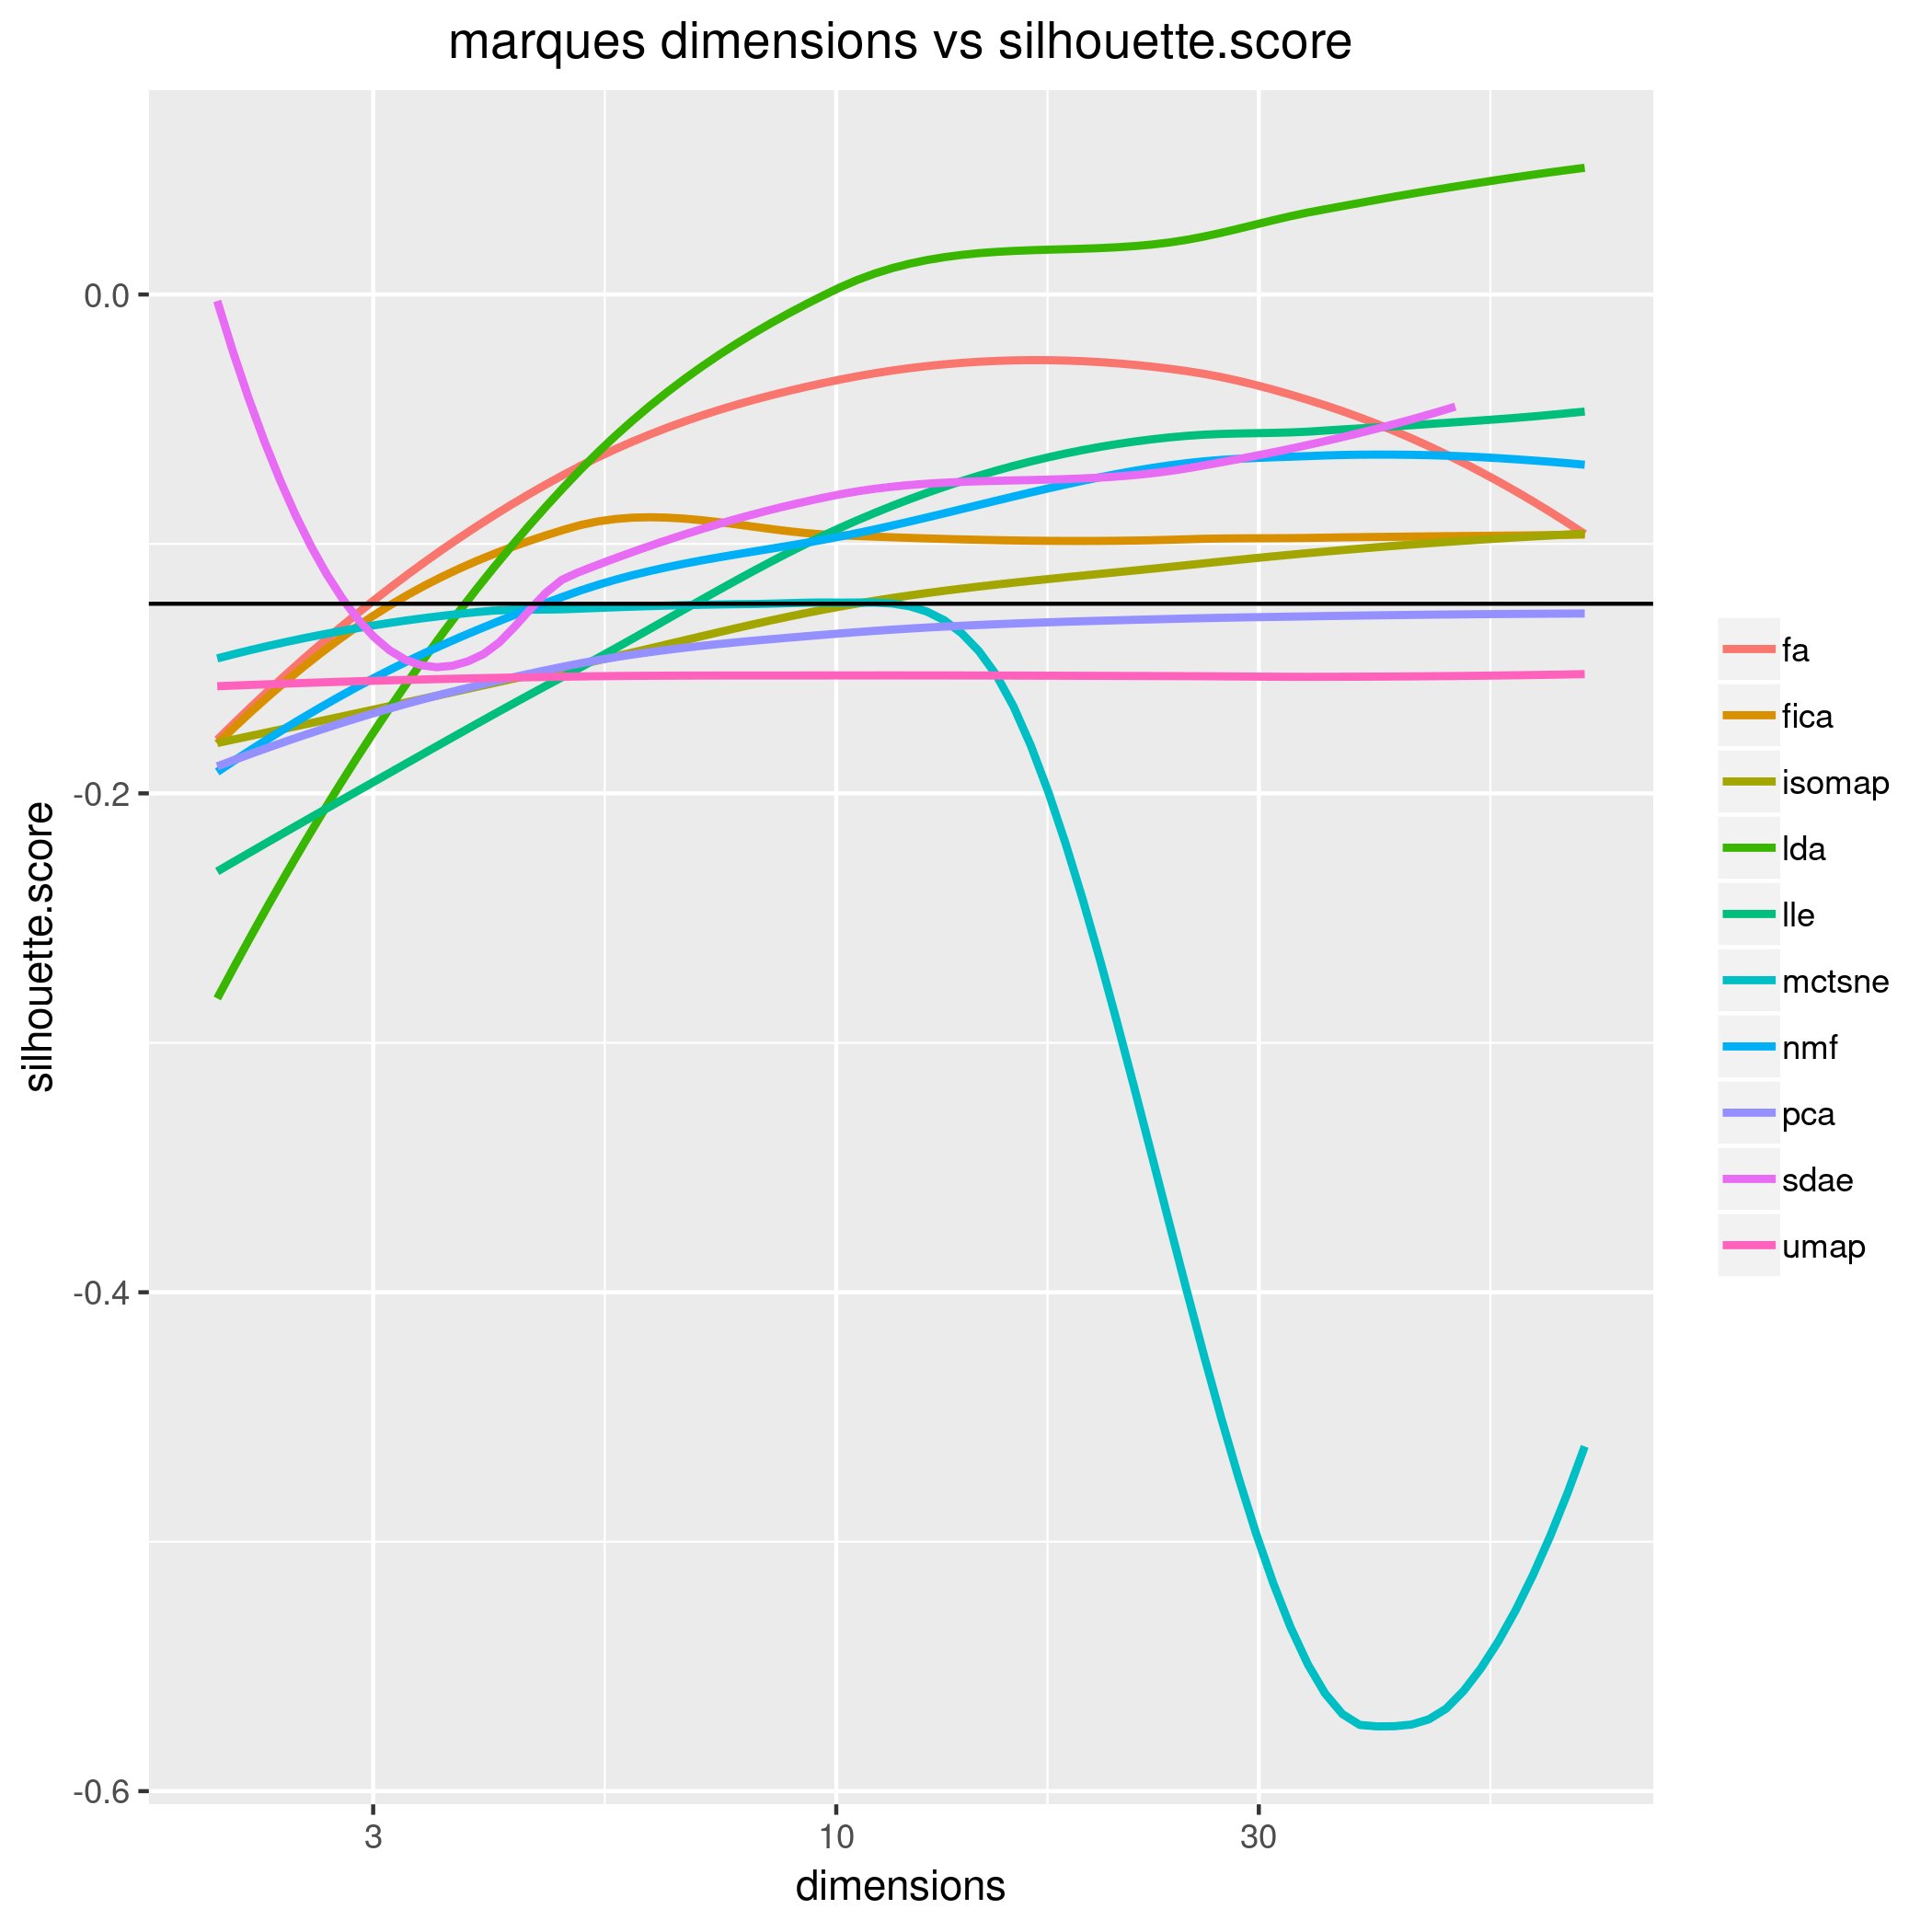 marques dimensions vs silhouette.score
silhouette.score
0.0
-0.2
-0.4
-0.6
3
10
30
dimensions
fa
fica
isomap
lda
lle
mctsne
nmf
pca
sdae
umap